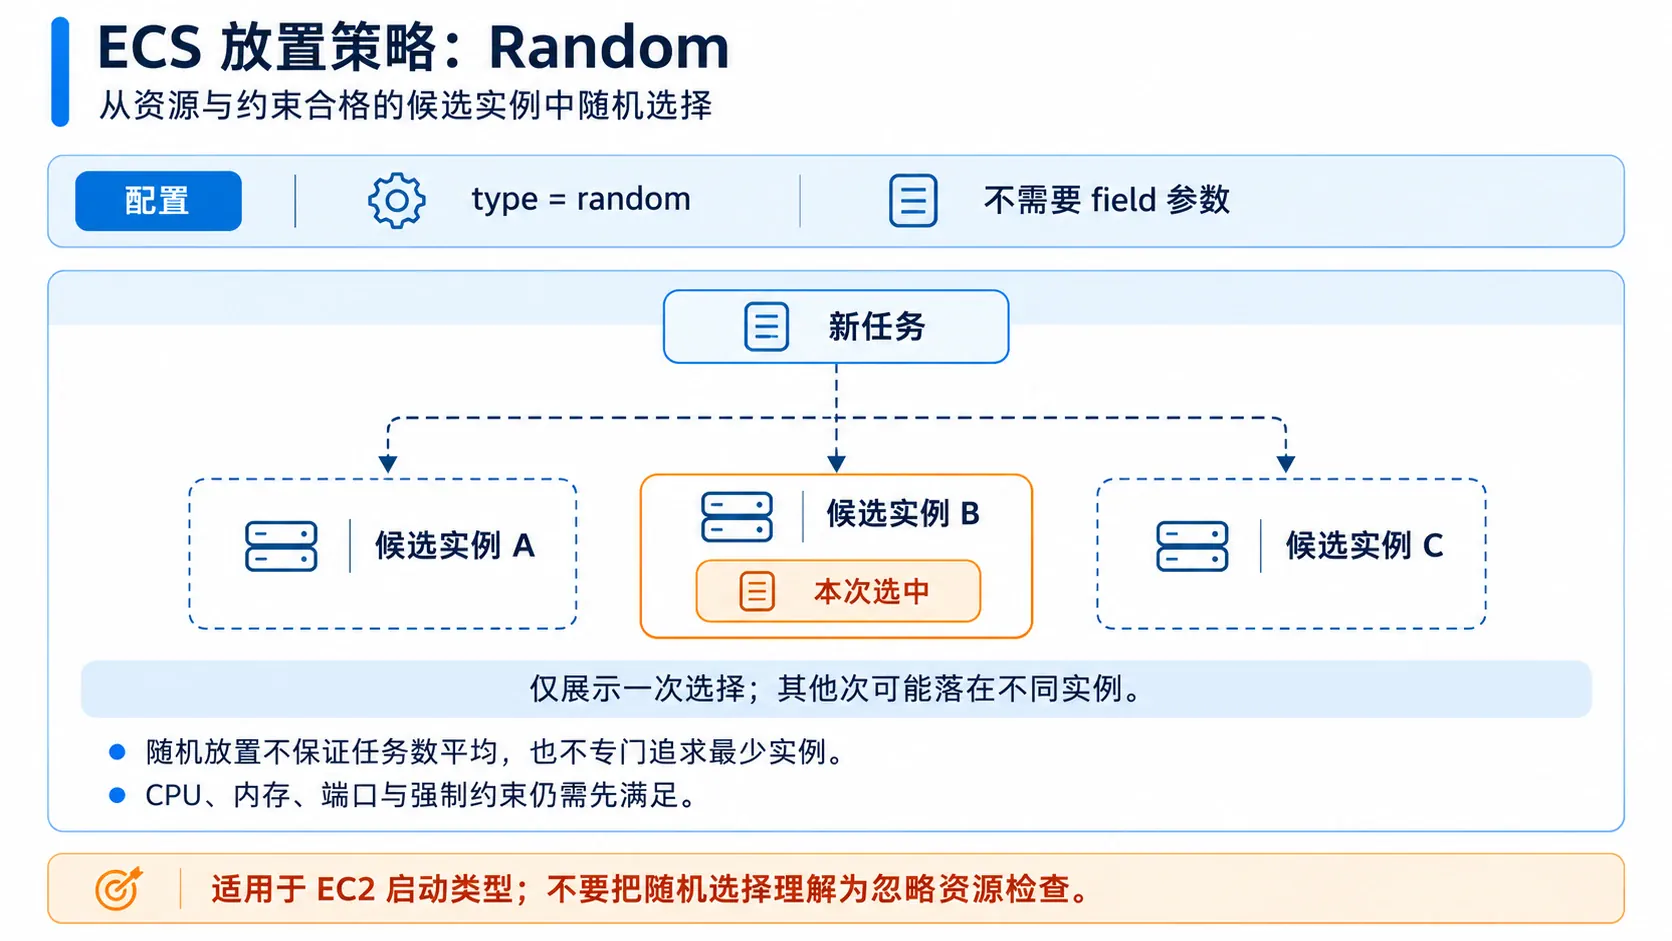 ECS 放置策略：Random
从资源与约束合格的候选实例中随机选择
配置
type = random
不需要 field 参数
新任务
候选实例 A
候选实例 B
本次选中
候选实例 C
仅展示一次选择；其他次可能落在不同实例。
随机放置不保证任务数平均，也不专门追求最少实例。
CPU、内存、端口与强制约束仍需先满足。
适用于 EC2 启动类型；不要把随机选择理解为忽略资源检查。